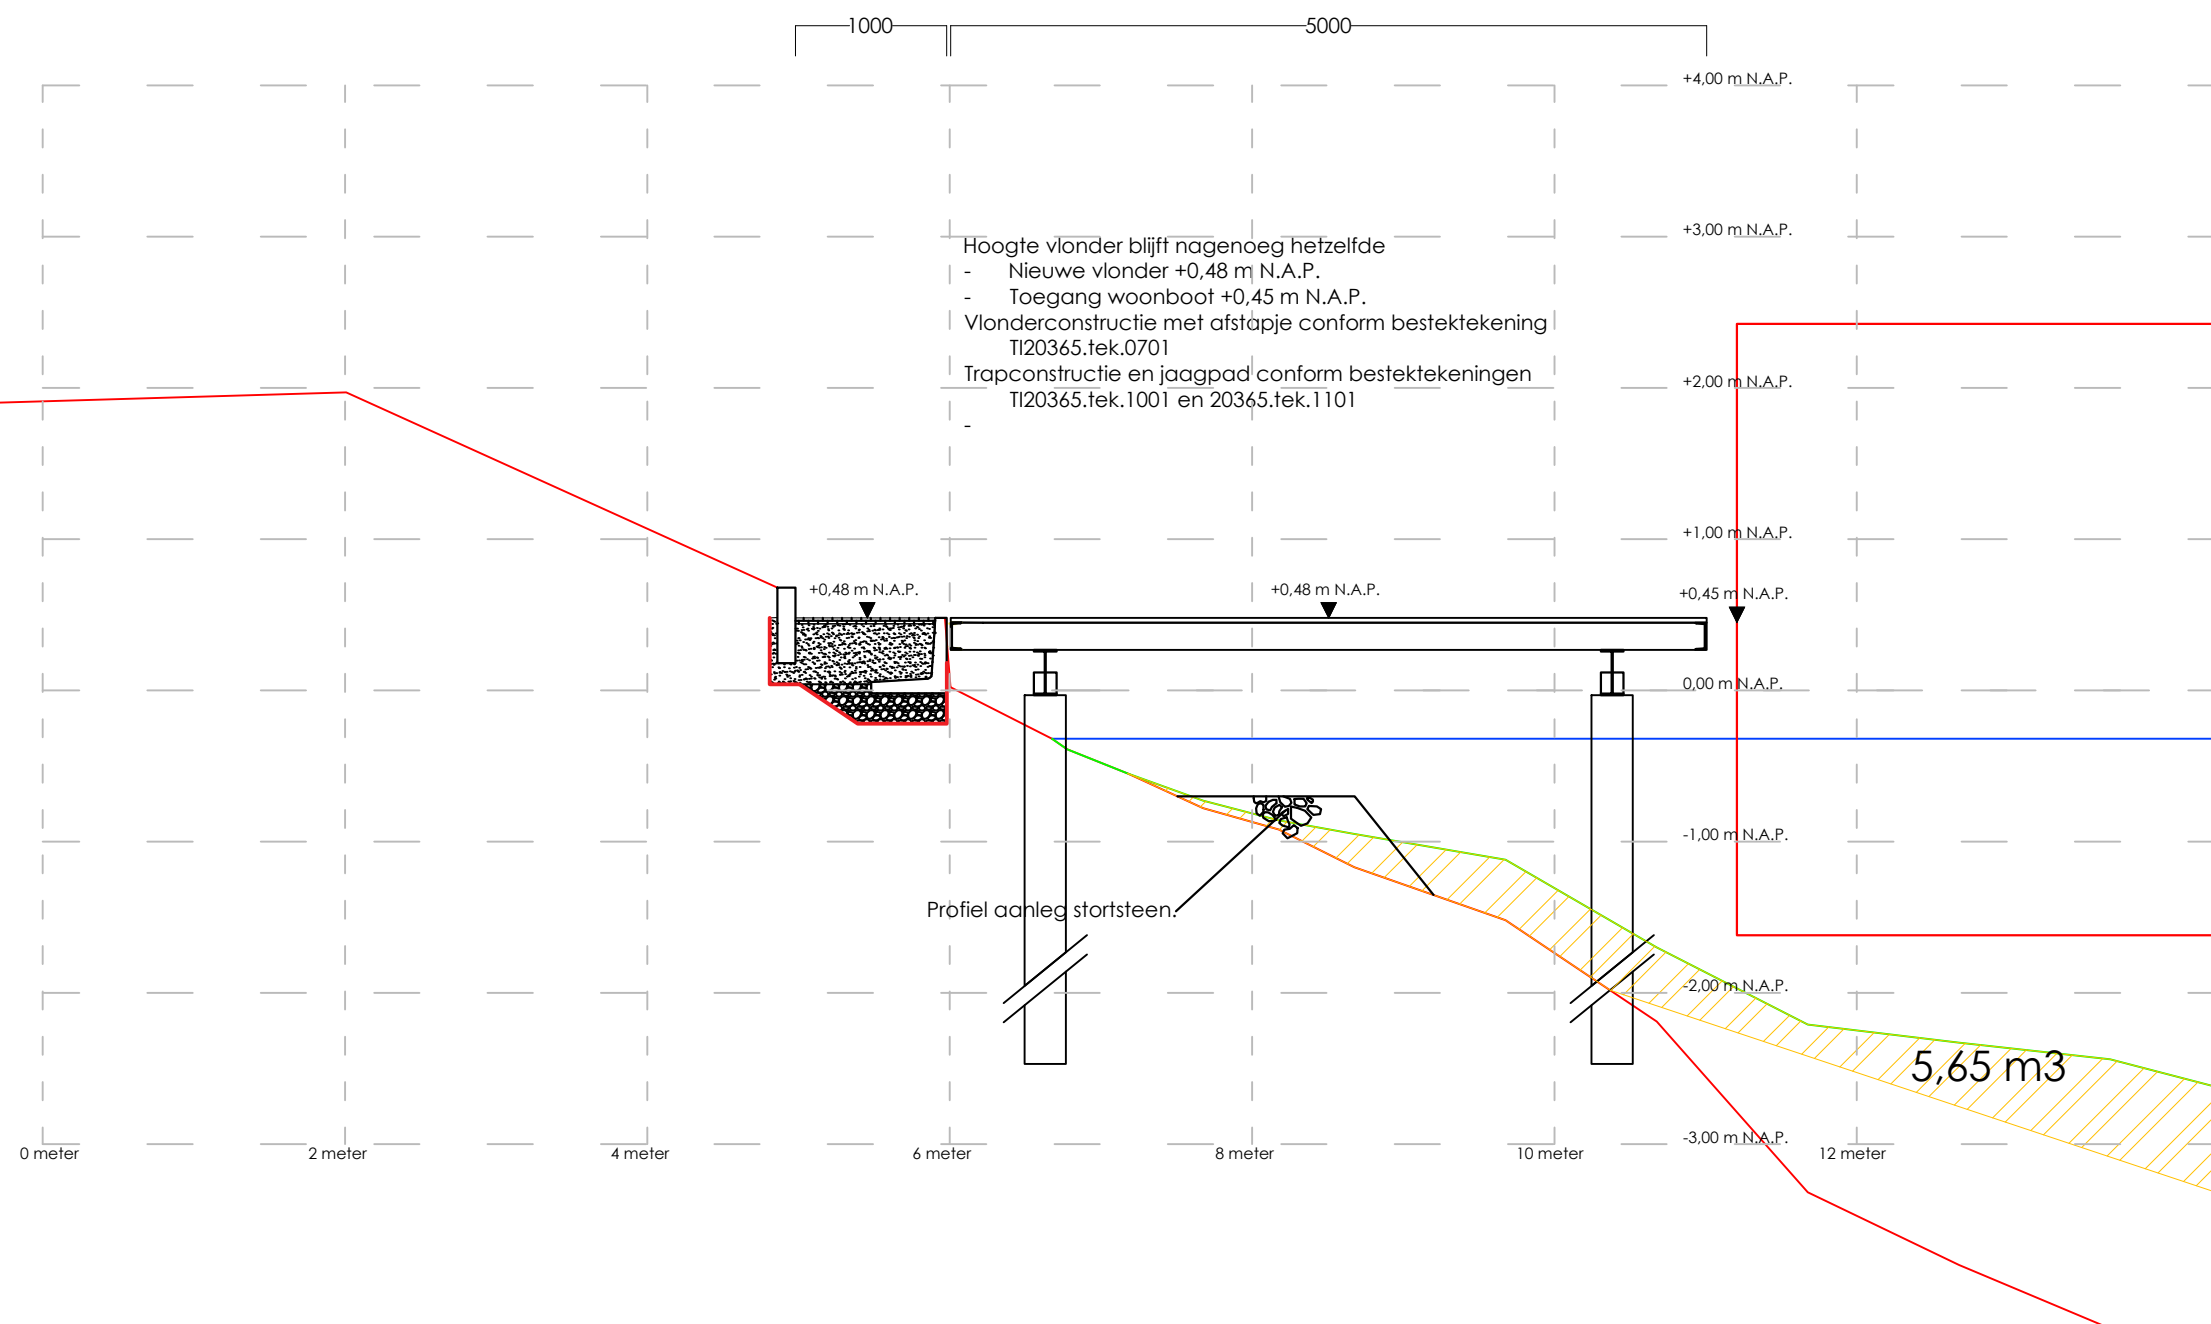 1000
5000
+4,00 m N.A.P.
+3,00 m N.A.P.
Hoogte vlonder blijft nagenoeg hetzelfde
- Nieuwe vlonder +0,48 m N.A.P.
- Toegang woonboot +0,45 m N.A.P.
Vlonderconstructie met afstapje conform bestektekening
TI20365.tek.0701
Trapconstructie en jaagpad conform bestektekeningen
TI20365.tek.1001 en 20365.tek.1101
-
+2,00 m N.A.P.
+1,00 m N.A.P.
+0,48 m N.A.P.
+0,48 m N.A.P.
+0,45 m N.A.P.
0,00 m N.A.P.
-1,00 m N.A.P.
Profiel aanleg stortsteen.
-2,00 m N.A.P.
5,65 m3
-3,00 m N.A.P.
0 meter
2 meter
4 meter
6 meter
8 meter
10 meter
12 meter